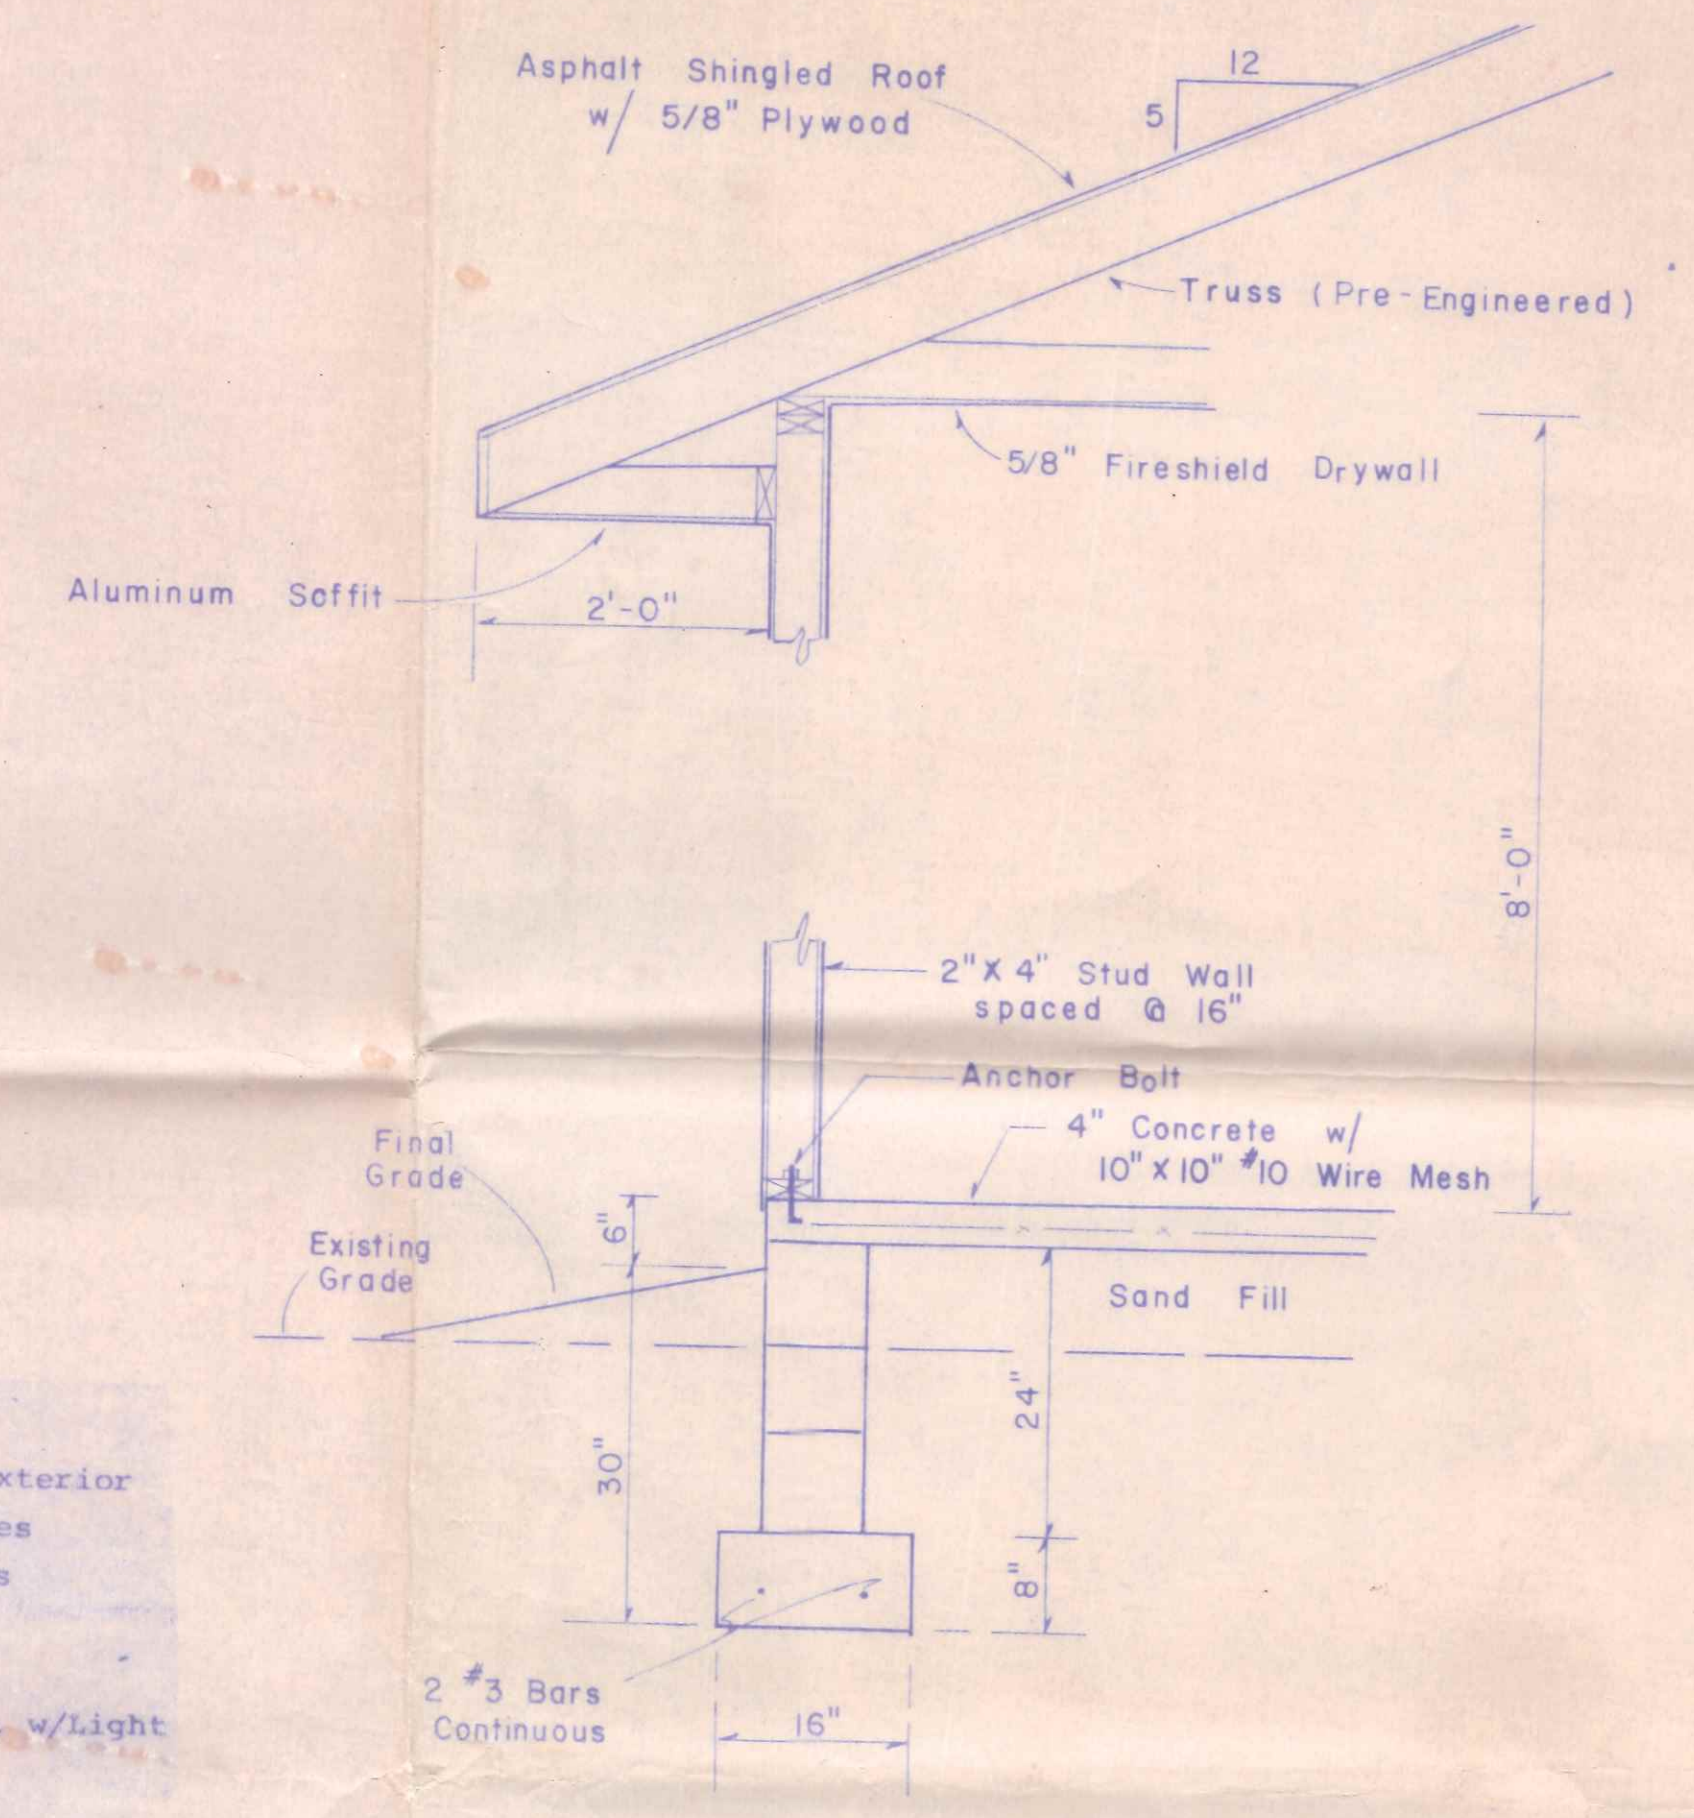 Asphalt Shingled Roof
w/ 5/8" Plywood
12
5
Truss (Pre-Engineered)
5/8" Fireshield Drywall
Aluminum Soffit
2'-0"
8'-0"
2" X 4" Stud Wall
spaced @ 16"
Anchor Bolt
4" Concrete w/
10" X 10" #10 Wire Mesh
Final
Grade
6"
Existing
Grade
Sand Fill
24"
30"
xterior
es
s
8"
2 #3 Bars
Continuous
w/Light
16"